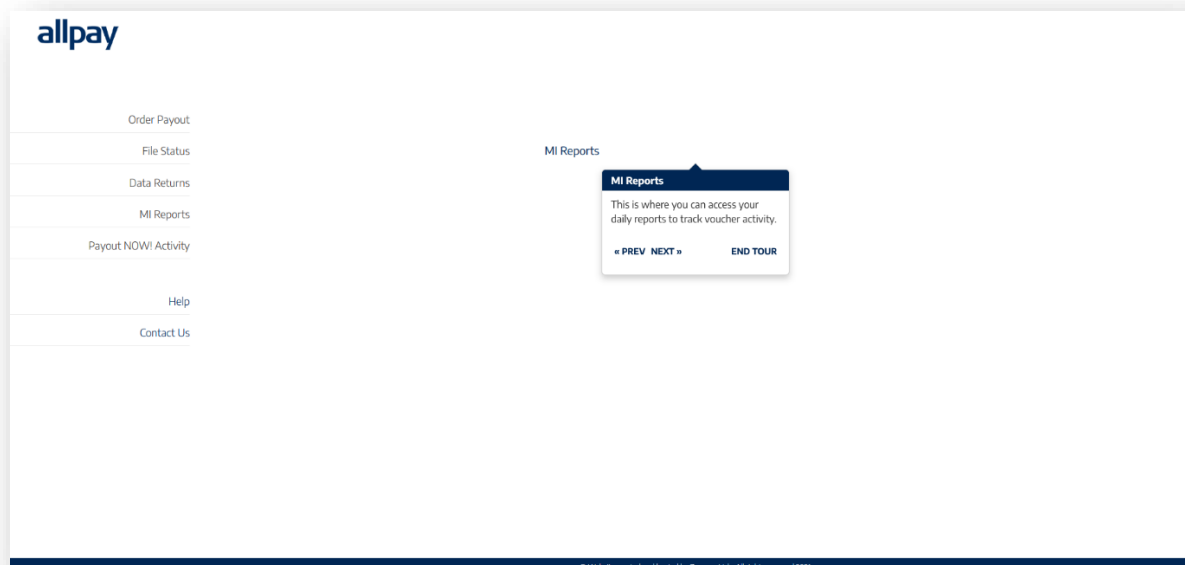 allpay
Order Payout
File Status
Data Returns
MI Reports
Payout NOW! Activity
Help
Contact Us
MI Reports
MI Reports
This is where you can access your
daily reports to track voucher activity.
« PREV NEXT » END TOUR